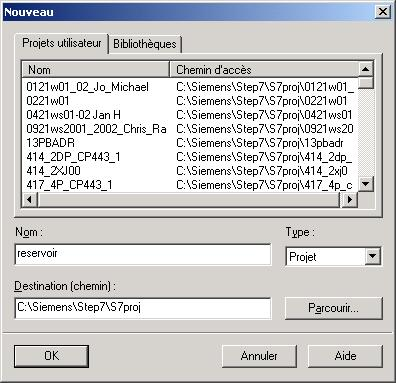 Nouveau
Projets utilisateur Bibliothèques
Nom Chemin d'accès
0121w01_02_Jo_Michael C:\Siemens\Step7\S7proj\0121w01_
0221w01 C:\Siemens\Step7\S7proj\0221w01
0421ws01-02 Jan H C:\Siemens\Step7\S7proj\0421ws01
0921ws2001_2002_Chris_Ra C:\Siemens\Step7\S7proj\0921ws20
13PBADR C:\Siemens\Step7\S7proj\13pbadr
414_2DP_CP443_1 C:\Siemens\Step7\S7proj\414_2dp_
414_2XJ00 C:\Siemens\Step7\S7proj\414_2xj0
417_4P_CP443_1 C:\Siemens\Step7\S7proj\417_4p_c
Nom : Type :
reservoir Projet
Destination (chemin) :
C:\Siemens\Step7\S7proj Parcourir...
OK Annuler Aide